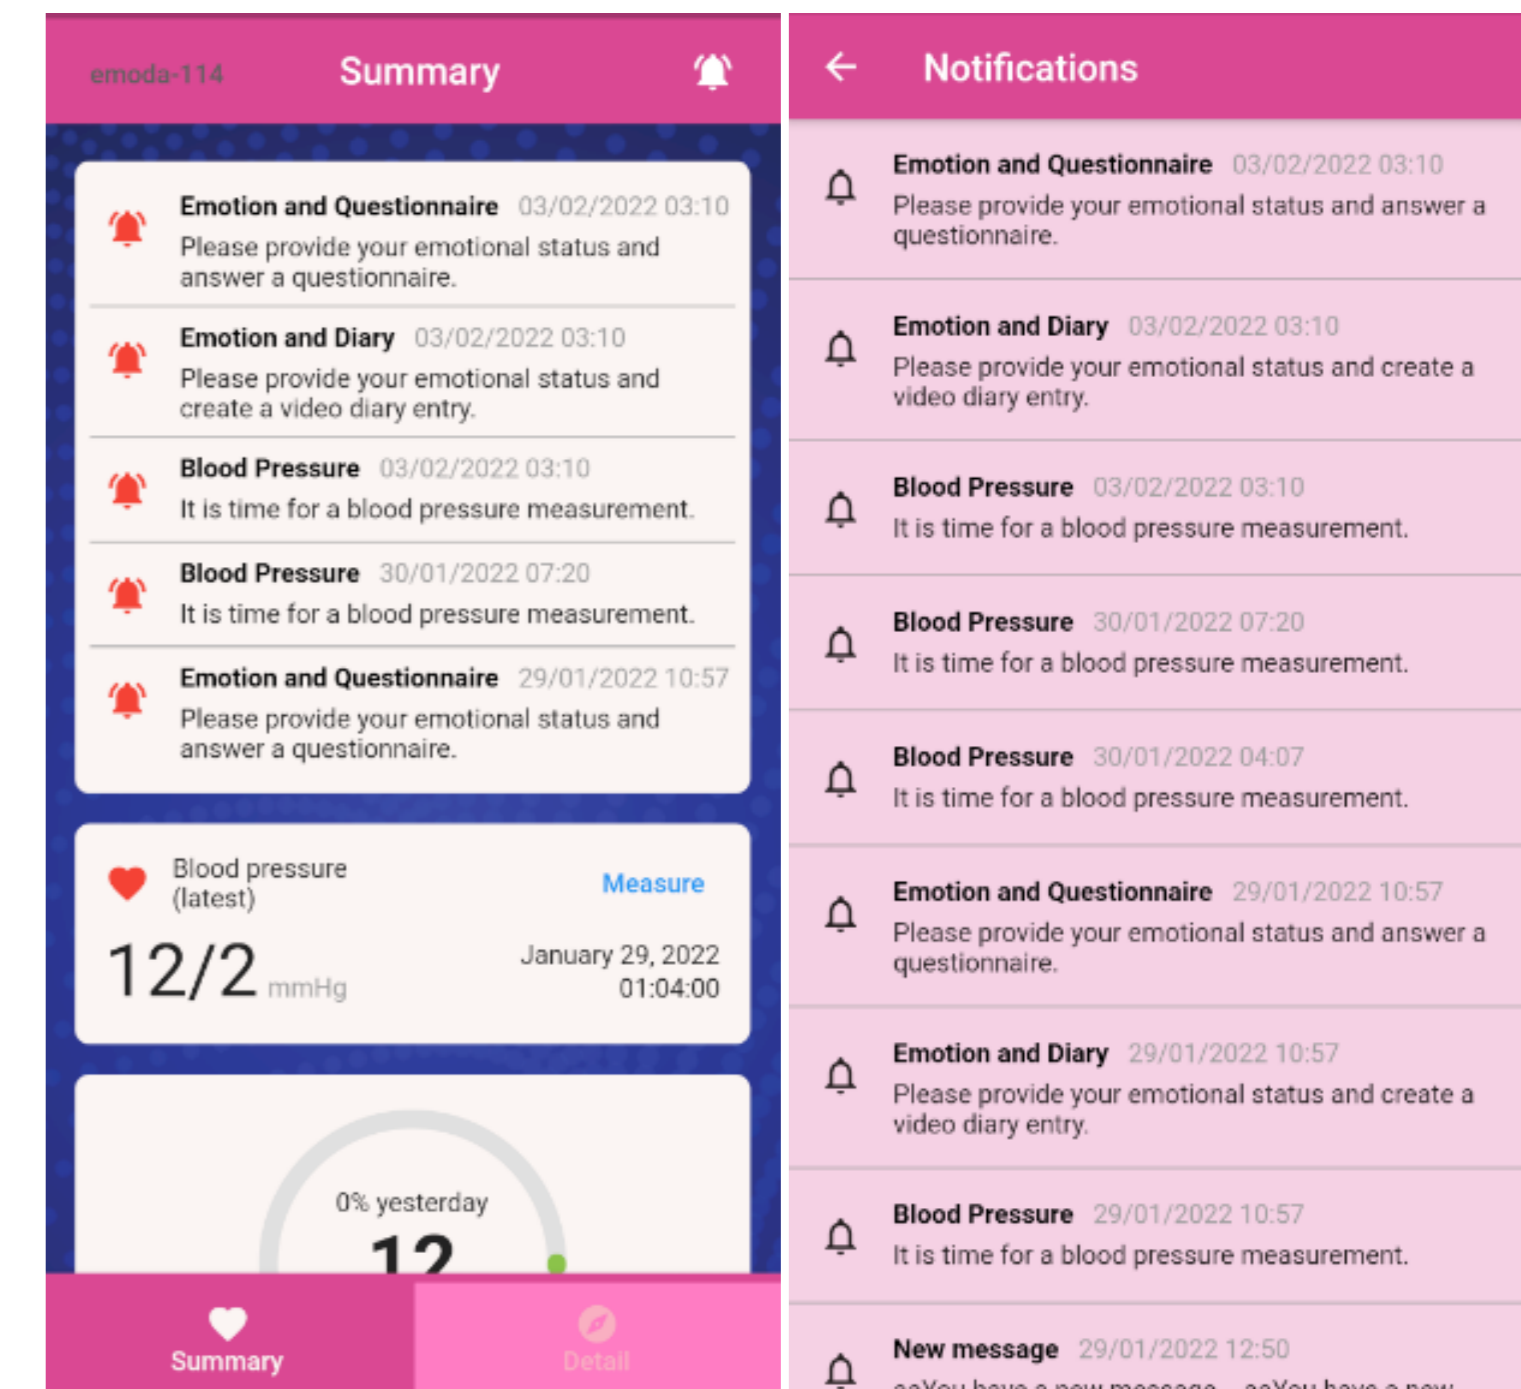 emoda-114 Summary
Emotion and Questionnaire 03/02/2022 03:10
Please provide your emotional status and
answer a questionnaire.
Emotion and Diary 03/02/2022 03:10
Please provide your emotional status and
create a video diary entry.
Blood Pressure 03/02/2022 03:10
It is time for a blood pressure measurement.
Blood Pressure 30/01/2022 07:20
It is time for a blood pressure measurement.
Emotion and Questionnaire 29/01/2022 10:57
Please provide your emotional status and
answer a questionnaire.
Blood pressure
(latest)
Measure
12/2 mmHg
January 29, 2022
01:04:00
0% yesterday
12
Summary
Detail
Notifications
Emotion and Questionnaire 03/02/2022 03:10
Please provide your emotional status and answer a
questionnaire.
Emotion and Diary 03/02/2022 03:10
Please provide your emotional status and create a
video diary entry.
Blood Pressure 03/02/2022 03:10
It is time for a blood pressure measurement.
Blood Pressure 30/01/2022 07:20
It is time for a blood pressure measurement.
Blood Pressure 30/01/2022 04:07
It is time for a blood pressure measurement.
Emotion and Questionnaire 29/01/2022 10:57
Please provide your emotional status and answer a
questionnaire.
Emotion and Diary 29/01/2022 10:57
Please provide your emotional status and create a
video diary entry.
Blood Pressure 29/01/2022 10:57
It is time for a blood pressure measurement.
New message 29/01/2022 12:50
have a new message have a new